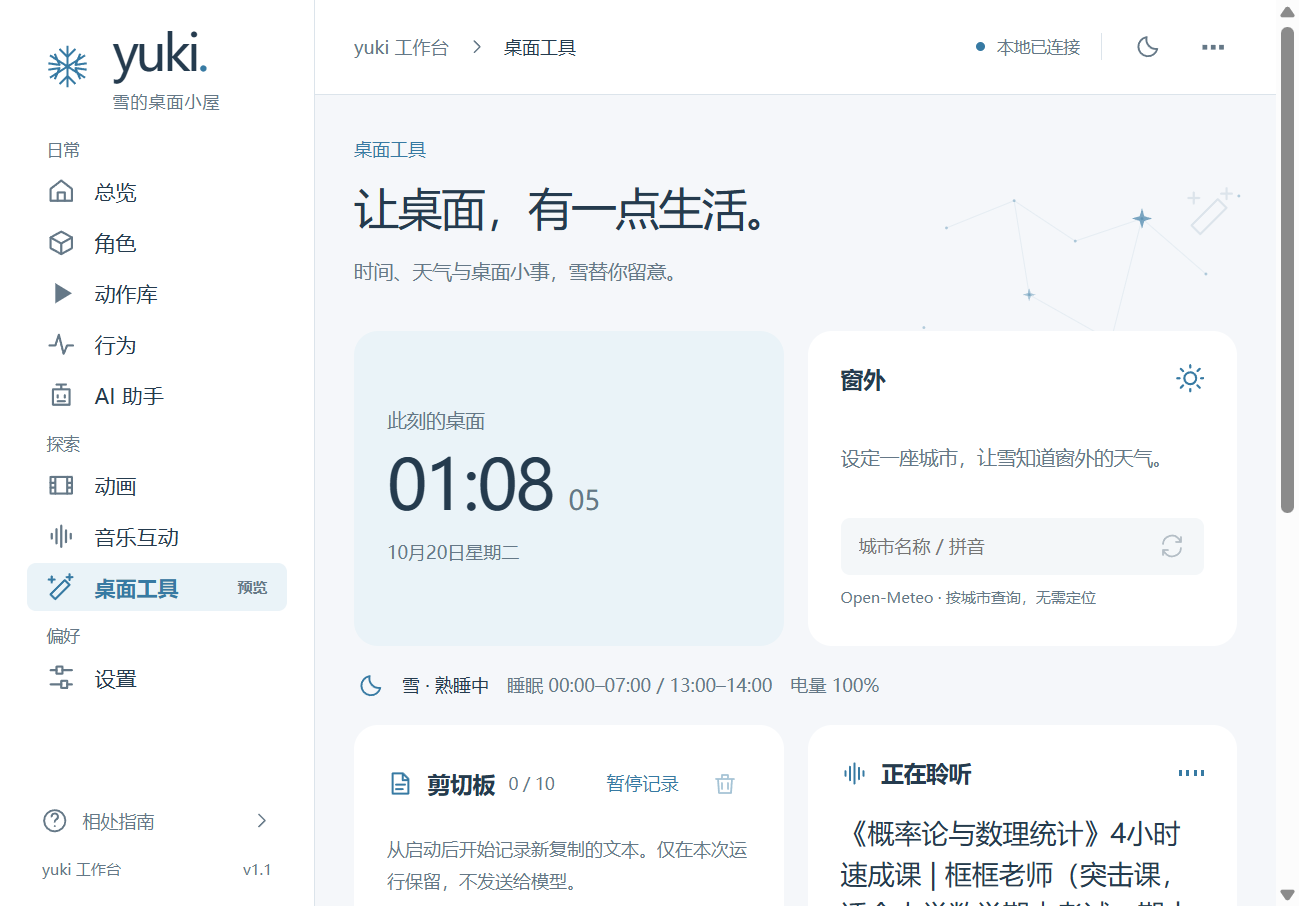 yuki.
雪的桌面小屋
日常
总览
角色
动作库
行为
AI 助手
探索
动画
音乐互动
桌面工具 预览
偏好
设置
相处指南
yuki 工作台 v1.1
yuki 工作台 桌面工具
本地已连接
桌面工具
让桌面，有一点生活。
时间、天气与桌面小事，雪替你留意。
此刻的桌面
01:08 05
10月20日星期二
窗外
设定一座城市，让雪知道窗外的天气。
城市名称 / 拼音
Open-Meteo · 按城市查询，无需定位
雪 · 熟睡中 睡眠 00:00–07:00 / 13:00–14:00 电量 100%
剪切板 0 / 10 暂停记录
从启动后开始记录新复制的文本。仅在本次运
行保留，不发送给模型。
正在聆听
《概率论与数理统计》4小时
速成课 | 框框老师（突击课，